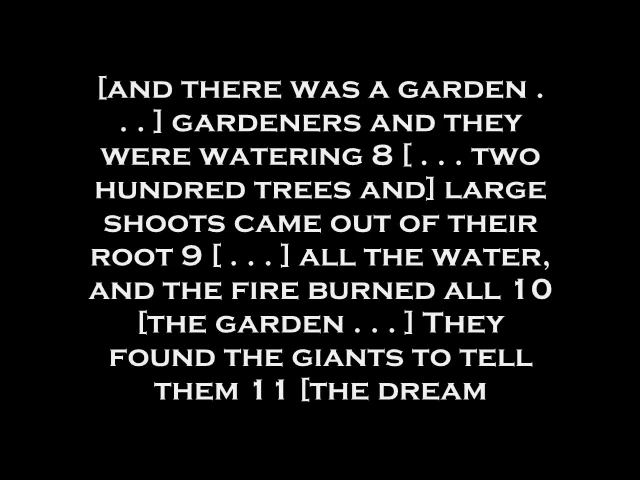 [AND THERE WAS A GARDEN .
. . ] GARDENERS AND THEY
WERE WATERING 8 [ . . . TWO
HUNDRED TREES AND] LARGE
SHOOTS CAME OUT OF THEIR
ROOT 9 [ . . . ] ALL THE WATER,
AND THE FIRE BURNED ALL 10
[THE GARDEN . . . ] THEY
FOUND THE GIANTS TO TELL
THEM 11 [THE DREAM